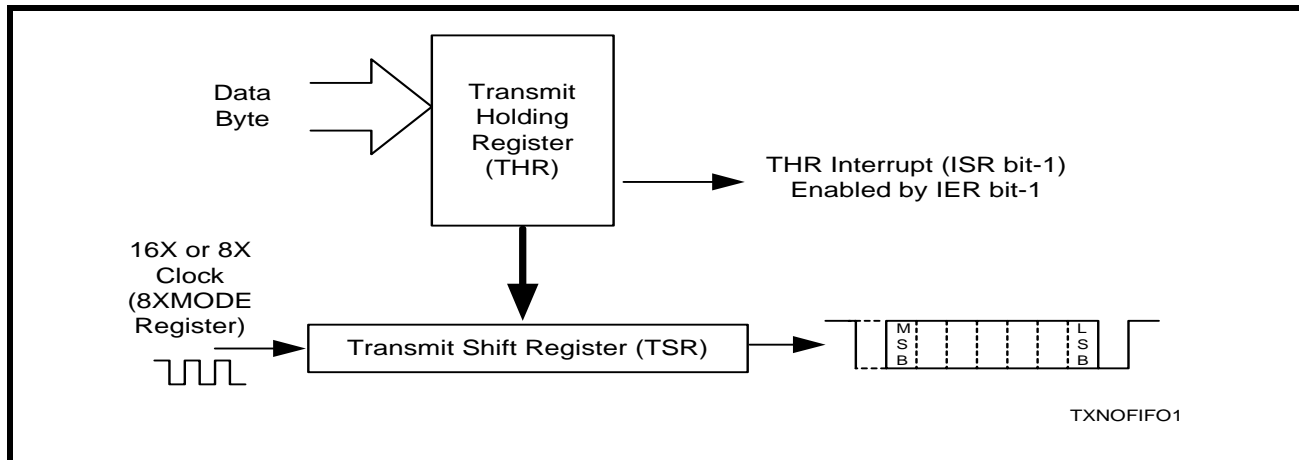 Data
Byte
Transmit
Holding
Register
(THR)
THR Interrupt (ISR bit-1)
Enabled by IER bit-1
16X or 8X
Clock
(8XMODE
Register)
Transmit Shift Register (TSR)
M
S
B
L
S
B
TXNOFIFO1